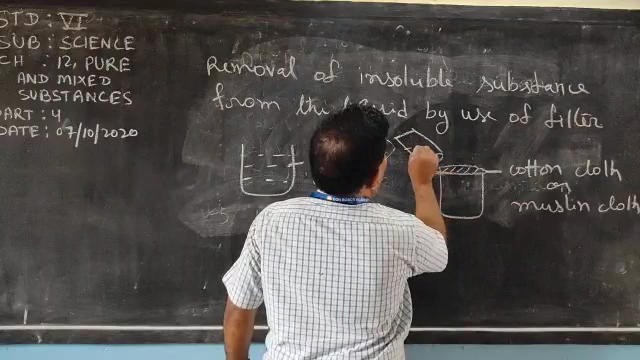 STD: VI
SUB: SCIENCE
CH: 12, PURE
AND MIXED
SUBSTANCES
PART: 4
DATE: 07/10/2020
Removal of insoluble substance
from the liquid by use of filter
cotton cloth
or
muslin cloth